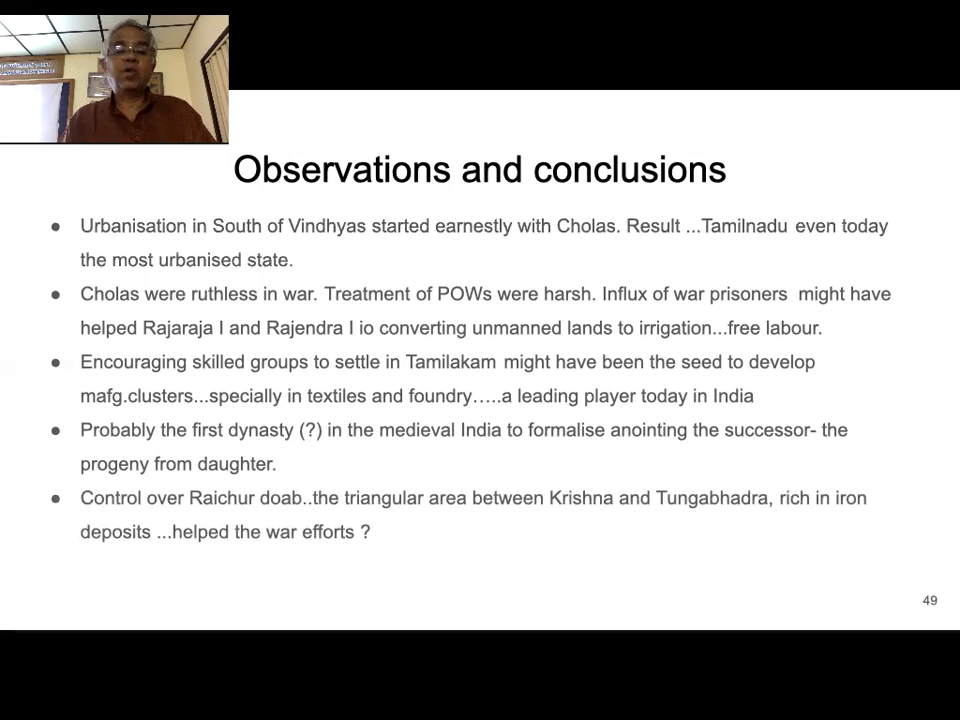 Observations and conclusions
● Urbanisation in South of Vindhyas started earnestly with Cholas. Result ...Tamilnadu even today
the most urbanised state.
● Cholas were ruthless in war. Treatment of POWs were harsh. Influx of war prisoners might have
helped Rajaraja I and Rajendra I io converting unmanned lands to irrigation...free labour.
● Encouraging skilled groups to settle in Tamilakam might have been the seed to develop
mafg.clusters...specially in textiles and foundry.....a leading player today in India
● Probably the first dynasty (?) in the medieval India to formalise anointing the successor- the
progeny from daughter.
● Control over Raichur doab..the triangular area between Krishna and Tungabhadra, rich in iron
deposits ...helped the war efforts ?
49